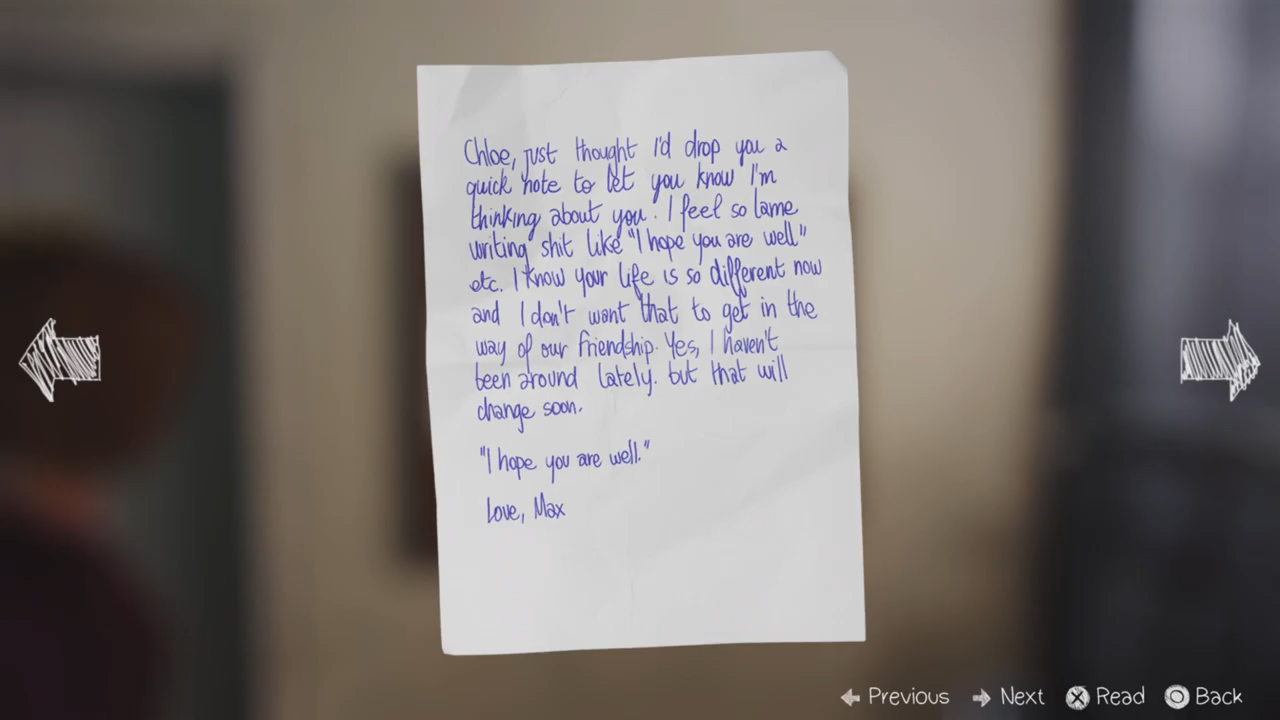 Chloe, just thought I'd drop you a
quick note to let you know I'm
thinking about you. I feel so lame
writing shit like "I hope you are well"
etc. I know your life is so different now
and I don't want that to get in the
way of our friendship. Yes, I haven't
been around lately. but that will
change soon.
"I hope you are well."
Love, Max
Previous Next Read Back